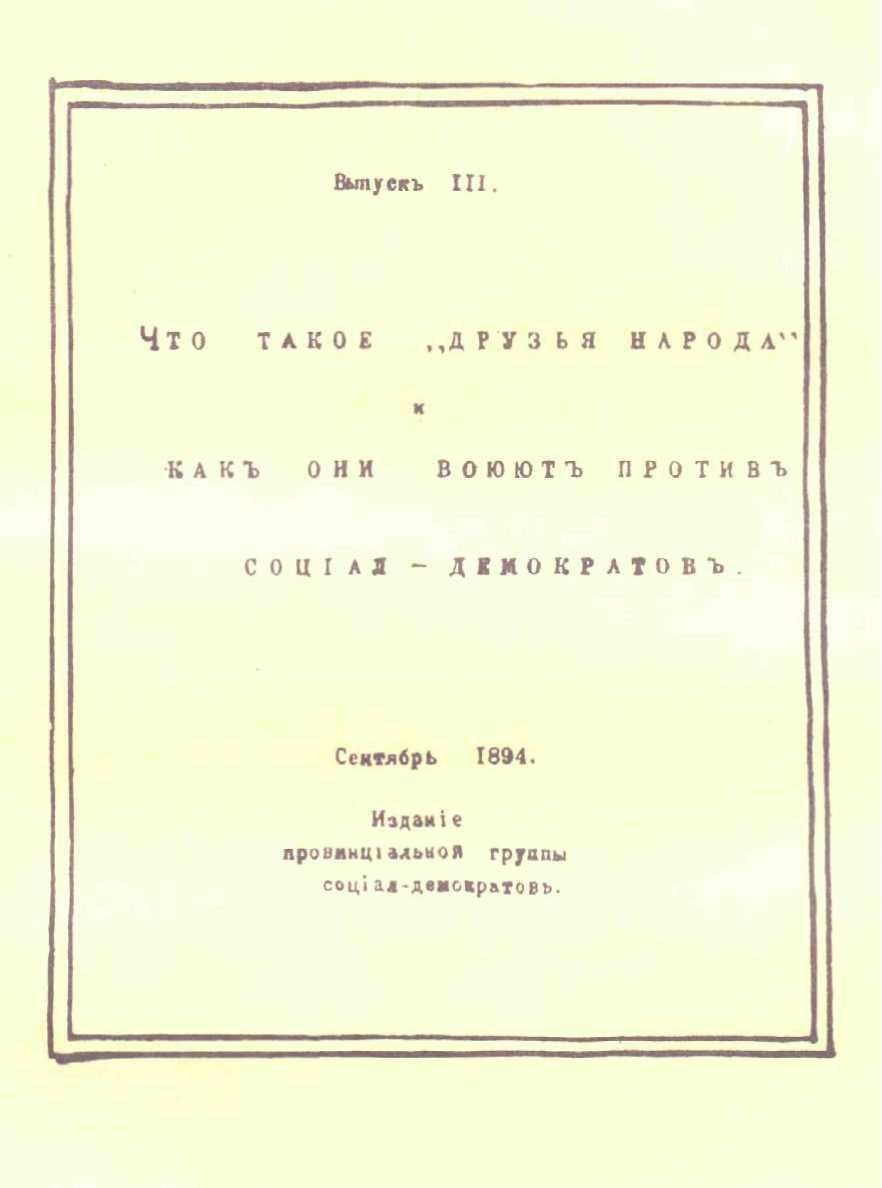 Выпускъ III.
Что такое „друзья народа“
и
какъ они воюютъ противъ
соціал-демократовъ.
Сентябрь 1894.
Изданіе
провинціальной группы
соціал-демократовъ.